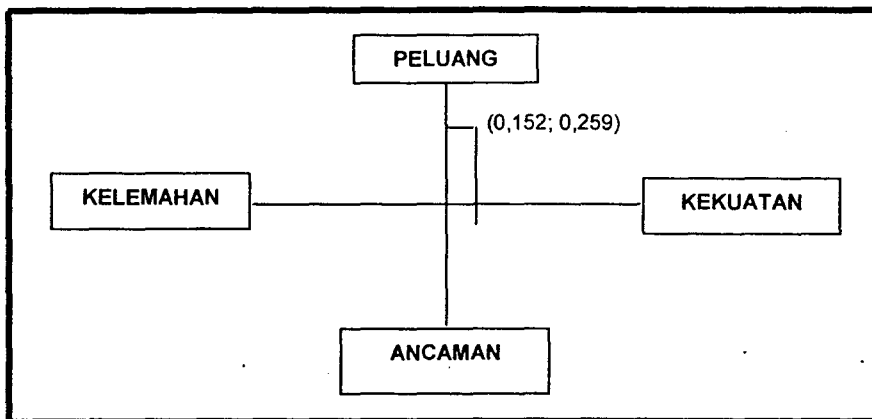 PELUANG
(0,152; 0,259)
KELEMAHAN
KEKUATAN
ANCAMAN